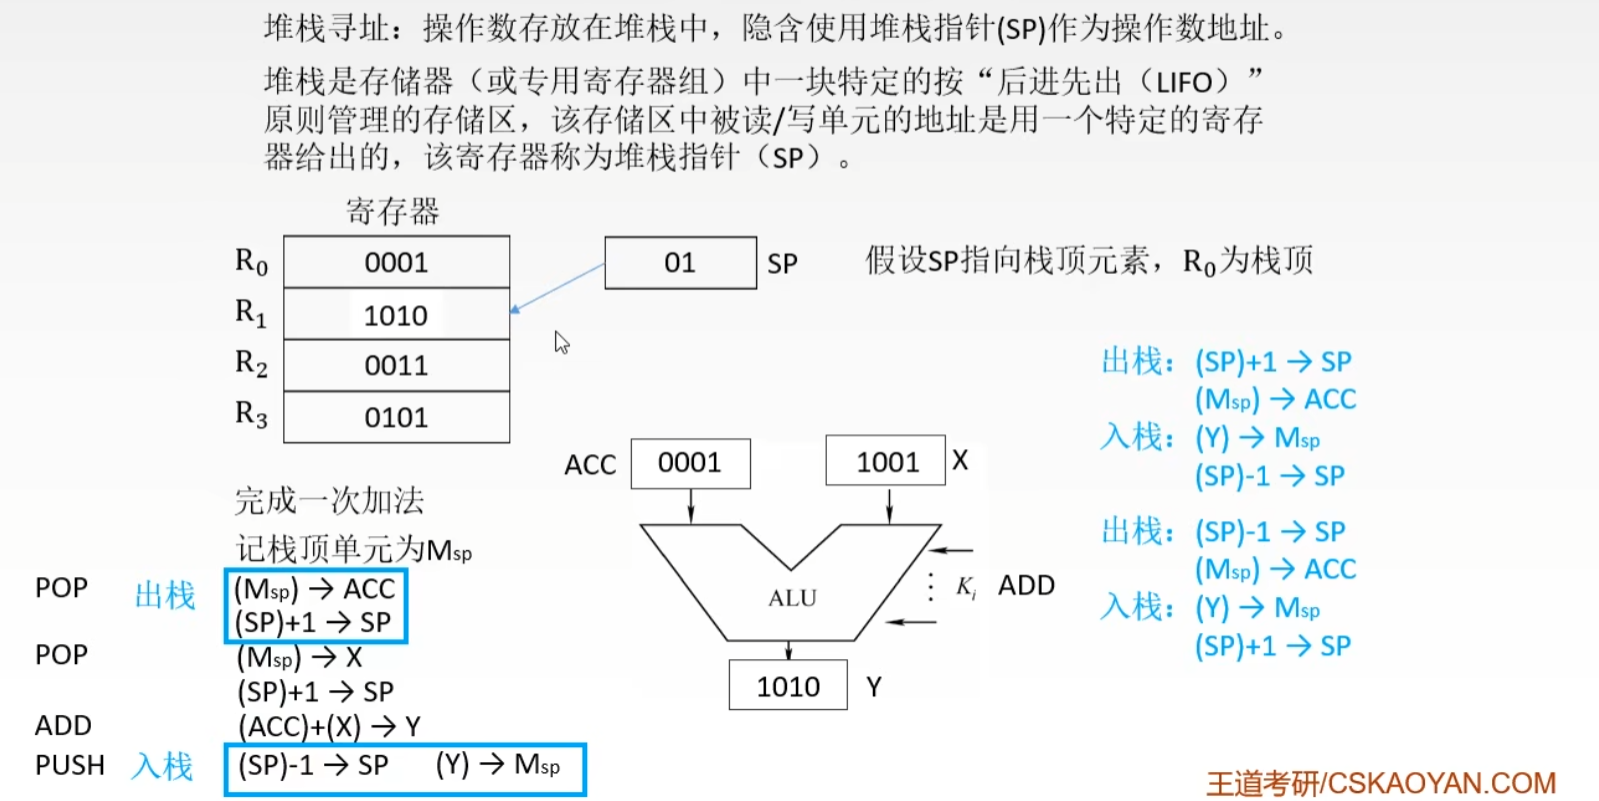 堆栈寻址：操作数存放在堆栈中，隐含使用堆栈指针(SP)作为操作数地址。
堆栈是存储器（或专用寄存器组）中一块特定的按“后进先出（LIFO）”
原则管理的存储区，该存储区中被读/写单元的地址是用一个特定的寄存
器给出的，该寄存器称为堆栈指针（SP）。
寄存器
R₀ 0001
R₁ 1010
R₂ 0011
R₃ 0101
01 SP
假设SP指向栈顶元素，R₀为栈顶
完成一次加法
记栈顶单元为Msp
POP 出栈 (Msp) → ACC
(SP)+1 → SP
POP (Msp) → X
(SP)+1 → SP
ADD (ACC)+(X) → Y
PUSH 入栈 (SP)-1 → SP (Y) → Msp
ACC 0001 1001 X
ALU ⋮ Kᵢ ADD
1010 Y
出栈：(SP)+1 → SP
(Msp) → ACC
入栈：(Y) → Msp
(SP)-1 → SP
出栈：(SP)-1 → SP
(Msp) → ACC
入栈：(Y) → Msp
(SP)+1 → SP
王道考研/CSKAOYAN.COM